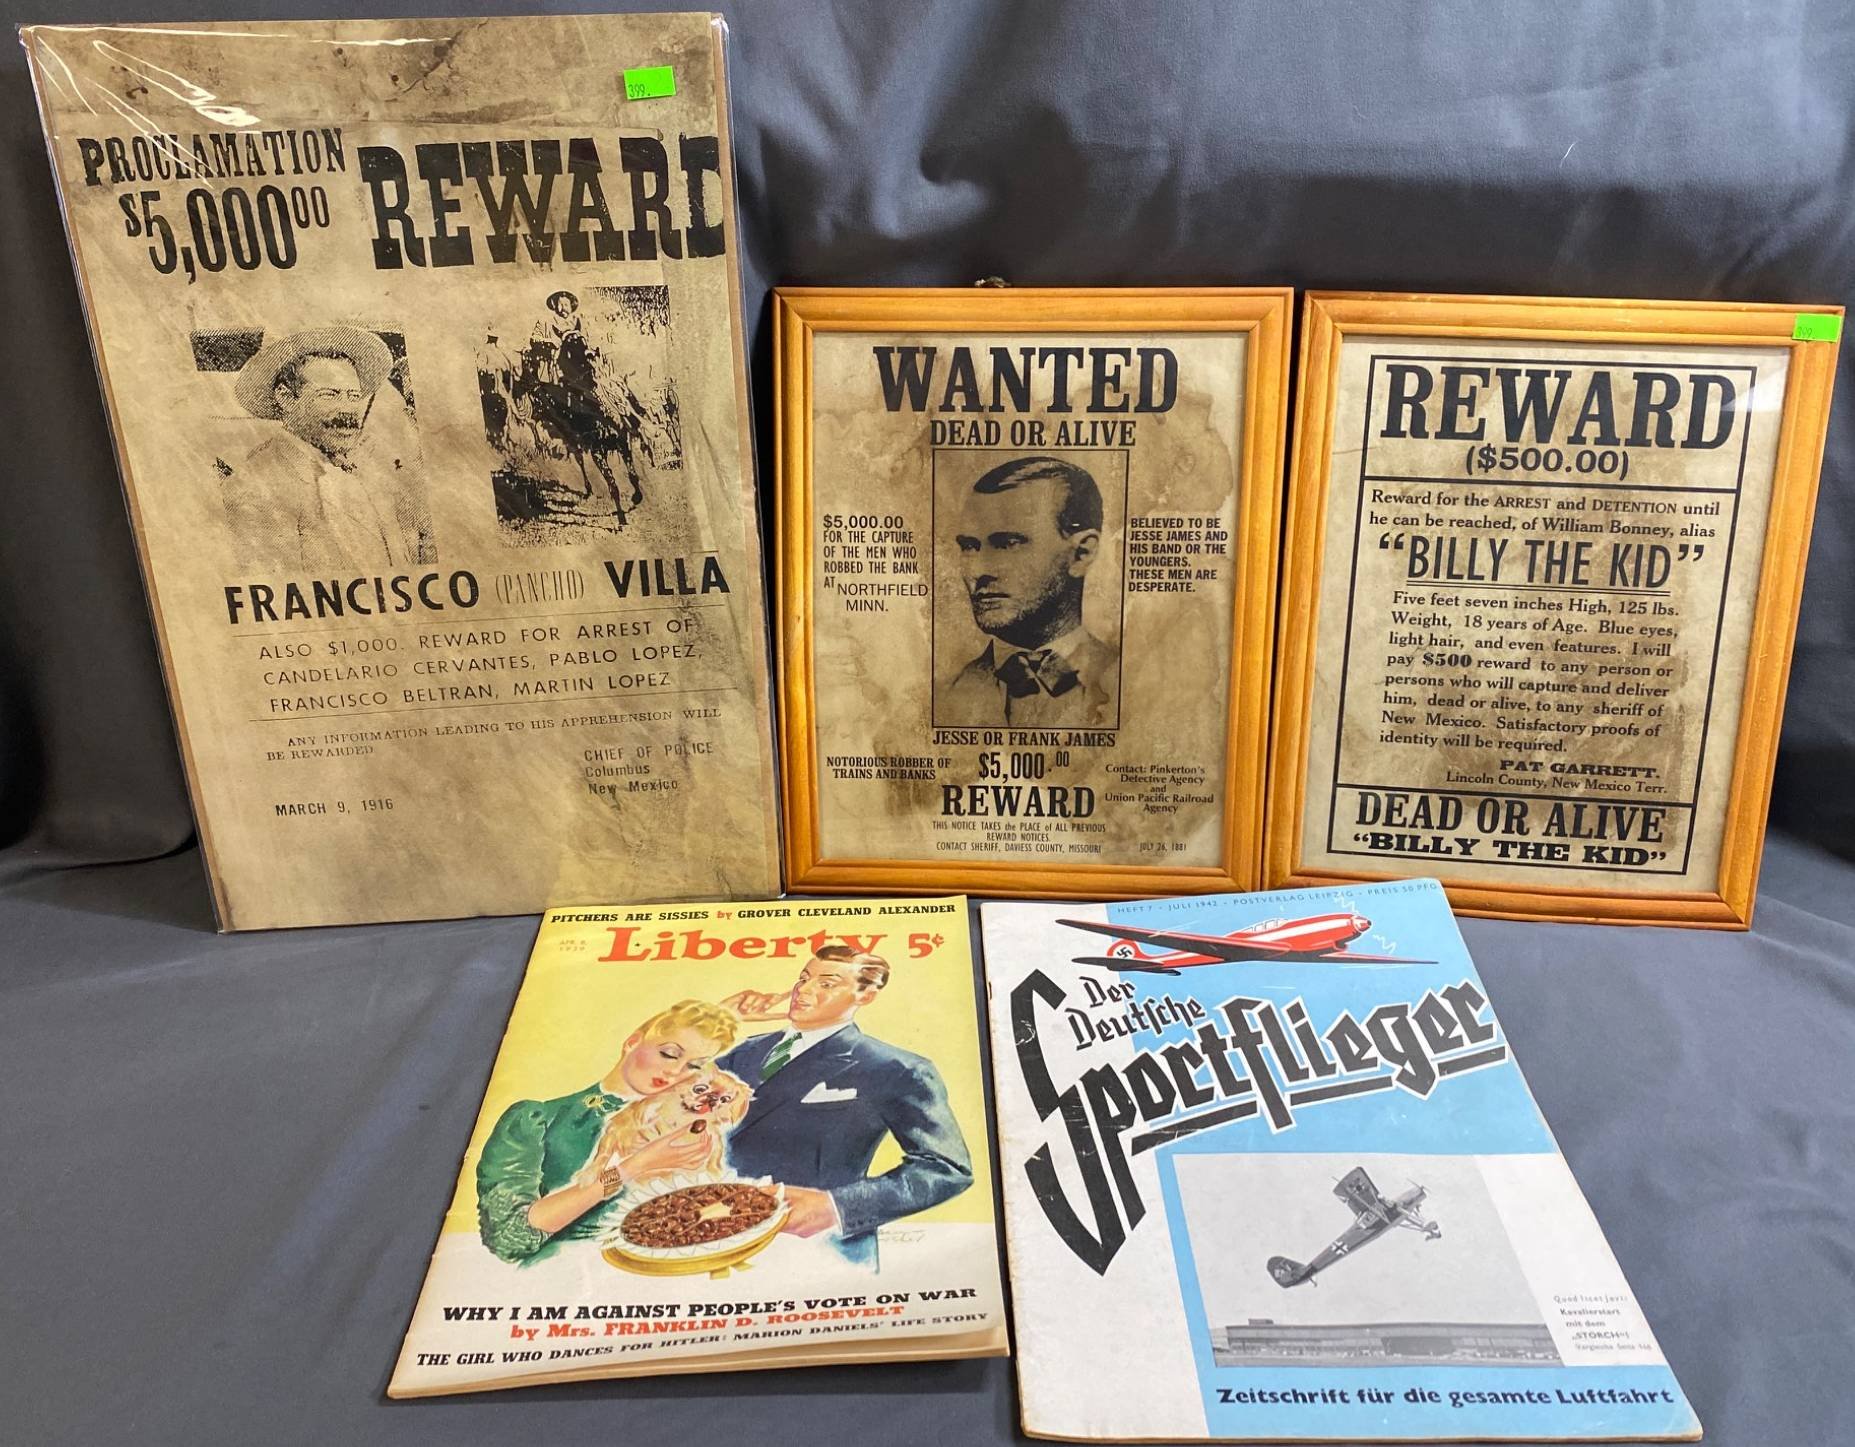 399.
PROCLAMATION
$5,000⁰⁰
REWARD
FRANCISCO (PANCHO) VILLA
ALSO $1,000. REWARD FOR ARREST OF
CANDELARIO CERVANTES, PABLO LOPEZ,
FRANCISCO BELTRAN, MARTIN LOPEZ
ANY INFORMATION LEADING TO HIS APPREHENSION WILL
BE REWARDED
CHIEF OF POLICE
Columbus
New Mexico
MARCH 9, 1916
WANTED
DEAD OR ALIVE
$5,000.00
FOR THE CAPTURE
OF THE MEN WHO
ROBBED THE BANK
AT NORTHFIELD
MINN.
BELIEVED TO BE
JESSE JAMES AND
HIS BAND OR THE
YOUNGERS.
THESE MEN ARE
DESPERATE.
JESSE OR FRANK JAMES
NOTORIOUS ROBBER OF
TRAINS AND BANKS
$5,000.⁰⁰
REWARD
Contact: Pinkerton's
Detective Agency
and
Union Pacific Railroad
Agency
THIS NOTICE TAKES the PLACE of ALL PREVIOUS
REWARD NOTICES.
CONTACT SHERIFF, DAVIESS COUNTY, MISSOURI
JULY 26, 1881
399.
REWARD
($500.00)
Reward for the ARREST and DETENTION until
he can be reached, of William Bonney, alias
“BILLY THE KID”
Five feet seven inches High, 125 lbs.
Weight, 18 years of Age. Blue eyes,
light hair, and even features. I will
pay $500 reward to any person or
persons who will capture and deliver
him, dead or alive, to any sheriff of
New Mexico. Satisfactory proofs of
identity will be required.
PAT GARRETT.
Lincoln County, New Mexico Terr.
DEAD OR ALIVE
“BILLY THE KID”
PITCHERS ARE SISSIES by GROVER CLEVELAND ALEXANDER
APR. 8,
1939
Liberty 5¢
WHY I AM AGAINST PEOPLE'S VOTE ON WAR
by Mrs. FRANKLIN D. ROOSEVELT
THE GIRL WHO DANCES FOR HITLER: MARION DANIELS' LIFE STORY
HEFT 7 · JULI 1942 · POSTVERLAG LEIPZIG · PREIS 50 PFG
Der
Deutsche
Sportflieger
Quod licet Jovi:
Kavalierstart
mit dem
„STORCH“!
Zeitschrift für die gesamte Luftfahrt